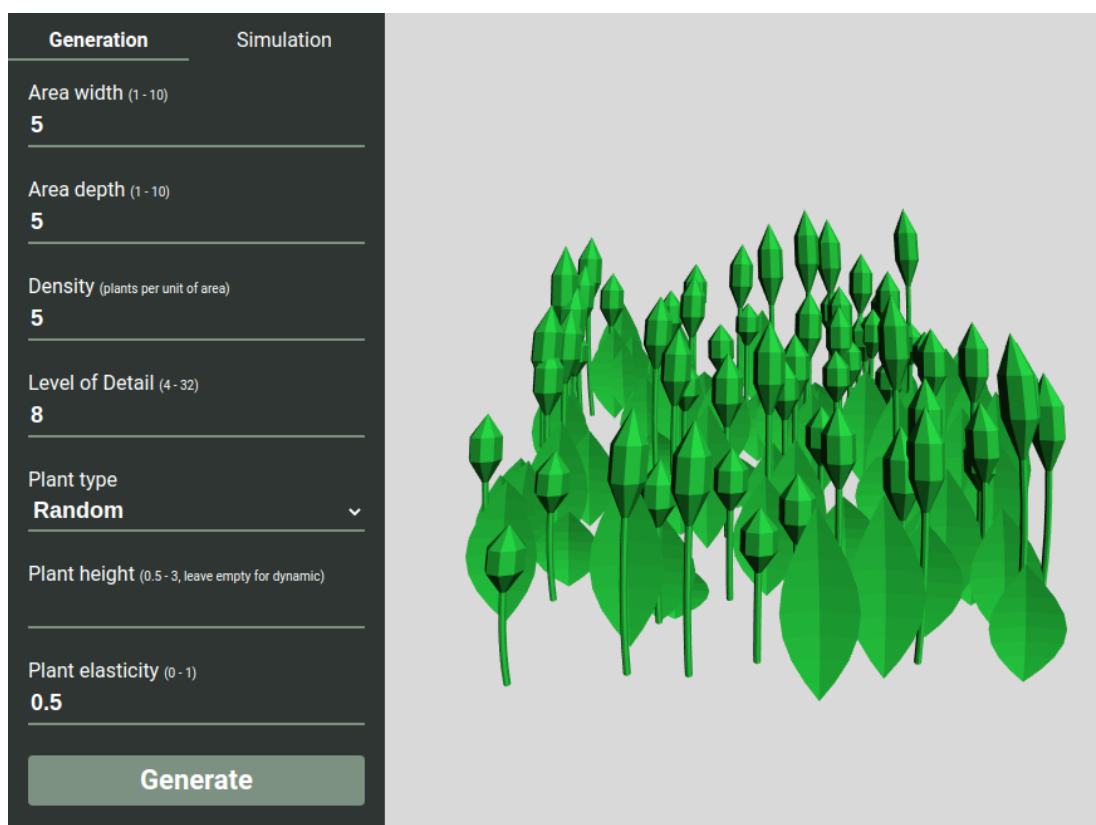 Generation Simulation
Area width (1 - 10)
5
Area depth (1 - 10)
5
Density (plants per unit of area)
5
Level of Detail (4 - 32)
8
Plant type
Random
Plant height (0.5 - 3, leave empty for dynamic)
Plant elasticity (0 - 1)
0.5
Generate